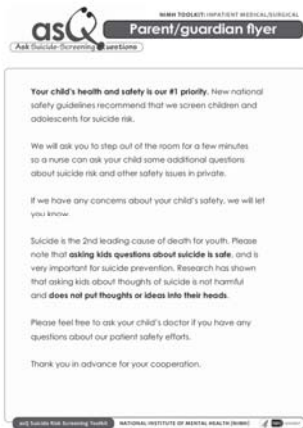 NIMH TOOLKIT: INPATIENT MEDICAL/SURGICAL
asQ
Parent/guardian flyer
Ask Suicide-Screening Questions
Your child's health and safety is our #1 priority. New national
safety guidelines recommend that we screen children and
adolescents for suicide risk.
We will ask you to step out of the room for a few minutes
so a nurse can ask your child some additional questions
about suicide risk and other safety issues in private.
If we have any concerns about your child's safety, we will let
you know.
Suicide is the 2nd leading cause of death for youth. Please
note that asking kids questions about suicide is safe, and is
very important for suicide prevention. Research has shown
that asking kids about thoughts of suicide is not harmful
and does not put thoughts or ideas into their heads.
Please feel free to ask your child's doctor if you have any
questions about our patient safety efforts.
Thank you in advance for your cooperation.
asQ Suicide Risk Screening Toolkit NATIONAL INSTITUTE OF MENTAL HEALTH (NIMH)